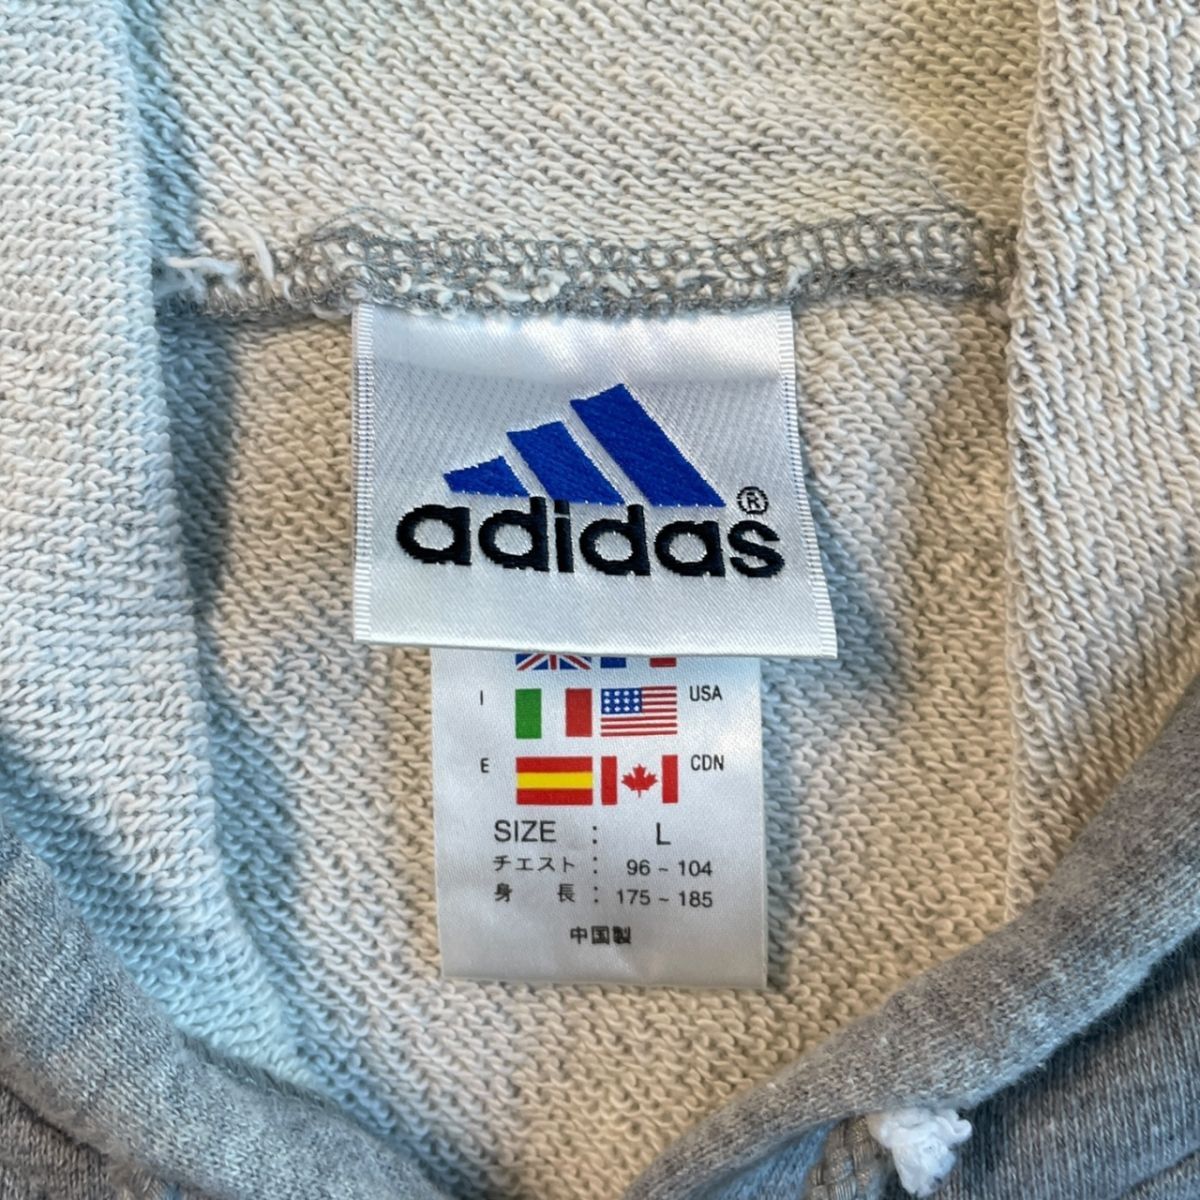 adidas®
I USA
E CDN
SIZE : L
チェスト : 96 ~ 104
身 長 : 175 ~ 185
中国製